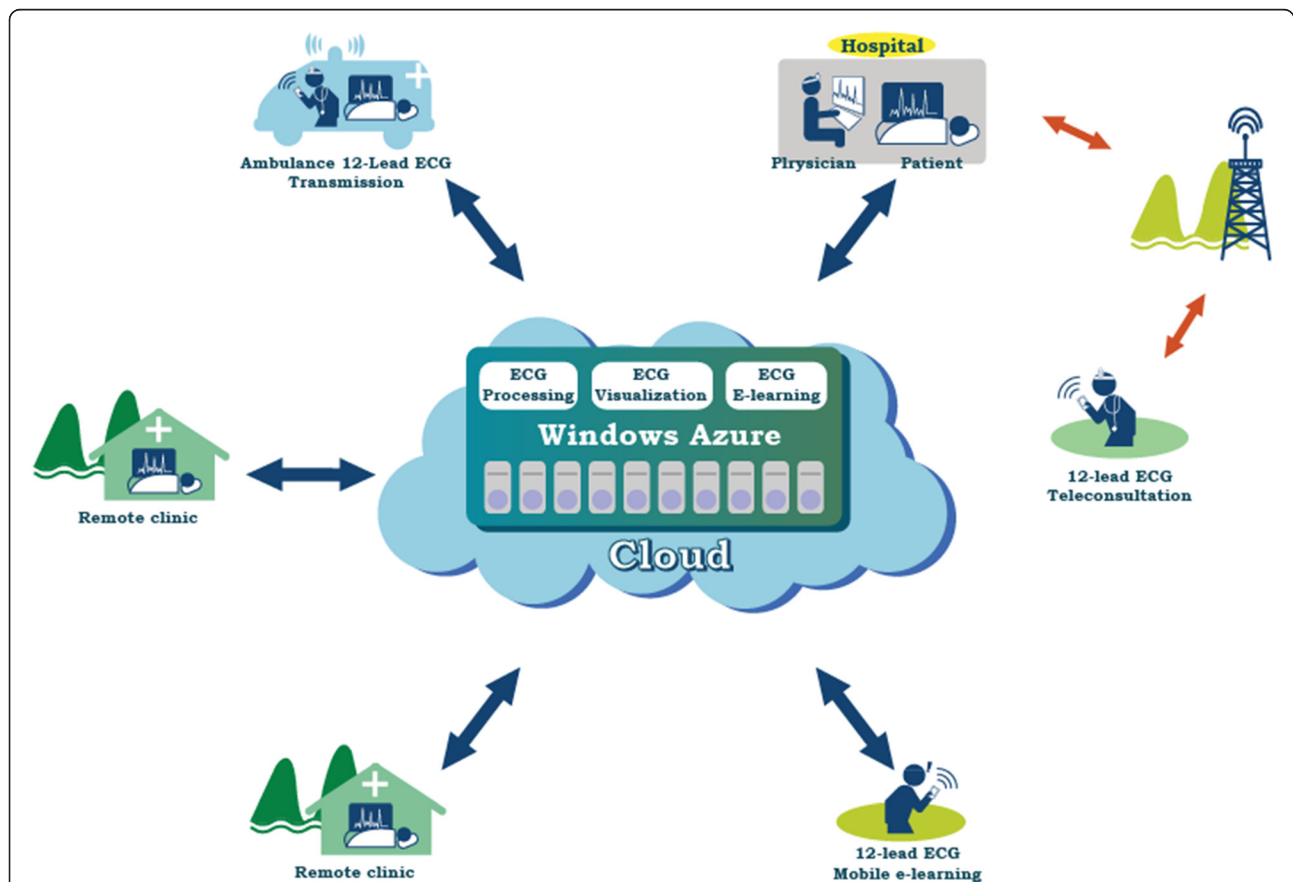 Hospital
Ambulance 12-Lead ECG
Transmission
Plrysician
Patient
ECG
Processing
ECG
Visualization
ECG
E-learning
Windows Azure
Cloud
12-lead ECG
Teleconsultation
Remote clinic
Remote clinic
12-lead ECG
Mobile e-learning